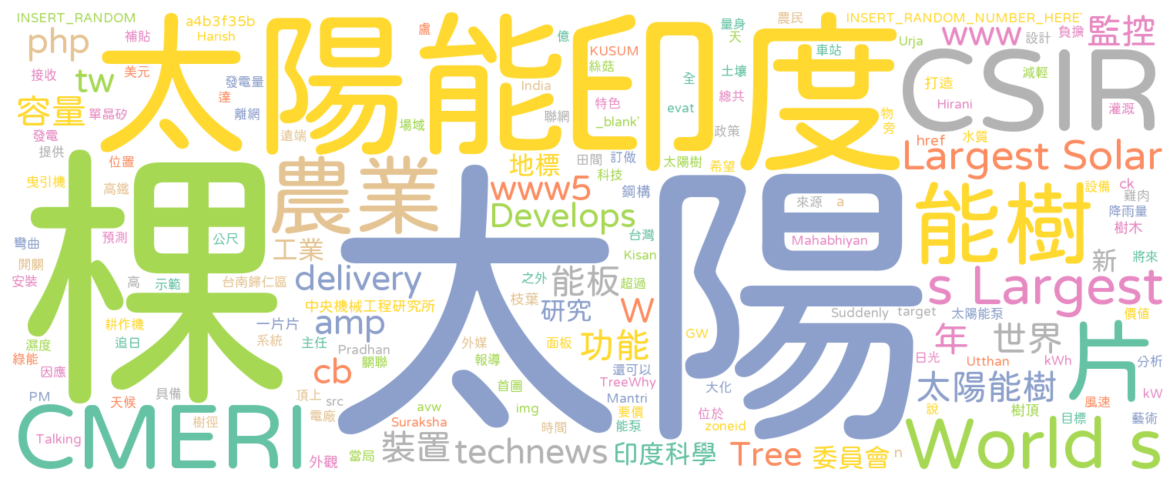 INSERT_RANDOM
a4b3f35b
盧
億
量身
農民
INSERT_RANDOM_NUMBER_HERE'
php
補貼
Harish
太陽能印度
KUSUM
天
車站
Urja
www
設計
負擔
監控
接收
美元
tw
發電量
絲菇
土壤
打造
減輕
CSIR
容量
單晶矽
達
離網
India
全
總共
Hirani
灌溉
聯網
特色
evat
物
旁
發電
遠端
場域
_blank'
政策
href
水質
提供
位置
地標
田間
訂做
太陽樹
希望
Largest Solar
曳引機
高鐵
農業
www5
科技
鋼構
來源
a
設備
ck
雞肉
棵
太陽
能樹
降雨量
樹木
Develops
預測
公尺
彎曲
工業
台灣
Mahabhiyan
開關
Kisan
新
將來
安裝
高
示範
台南歸仁區
delivery
之外
能板
超過
s Largest
中央機械工程研究所
枝葉
研究
W
Suddenly
target
太陽能泵
價值
片
耕作機
追日
一片片
amp
濕度
系統
主任
Pradhan
外媒
面板
功能
GW
年
世界
綠能
因應
關聯
報導
還可以
cb
TreeWhy
日光
Utthan
kWh
分析
具備
首圖
大化
太陽能樹
kW
PM
天候
頂上
src
Mantri
說
風速
樹徑
電廠
avw
img
要價
位於
樹頂
目標
藝術
CMERI
Suraksha
時間
能泵
zoneid
World s
Talking
外觀
當局
裝置
technews
印度科學
Tree
委員會
n